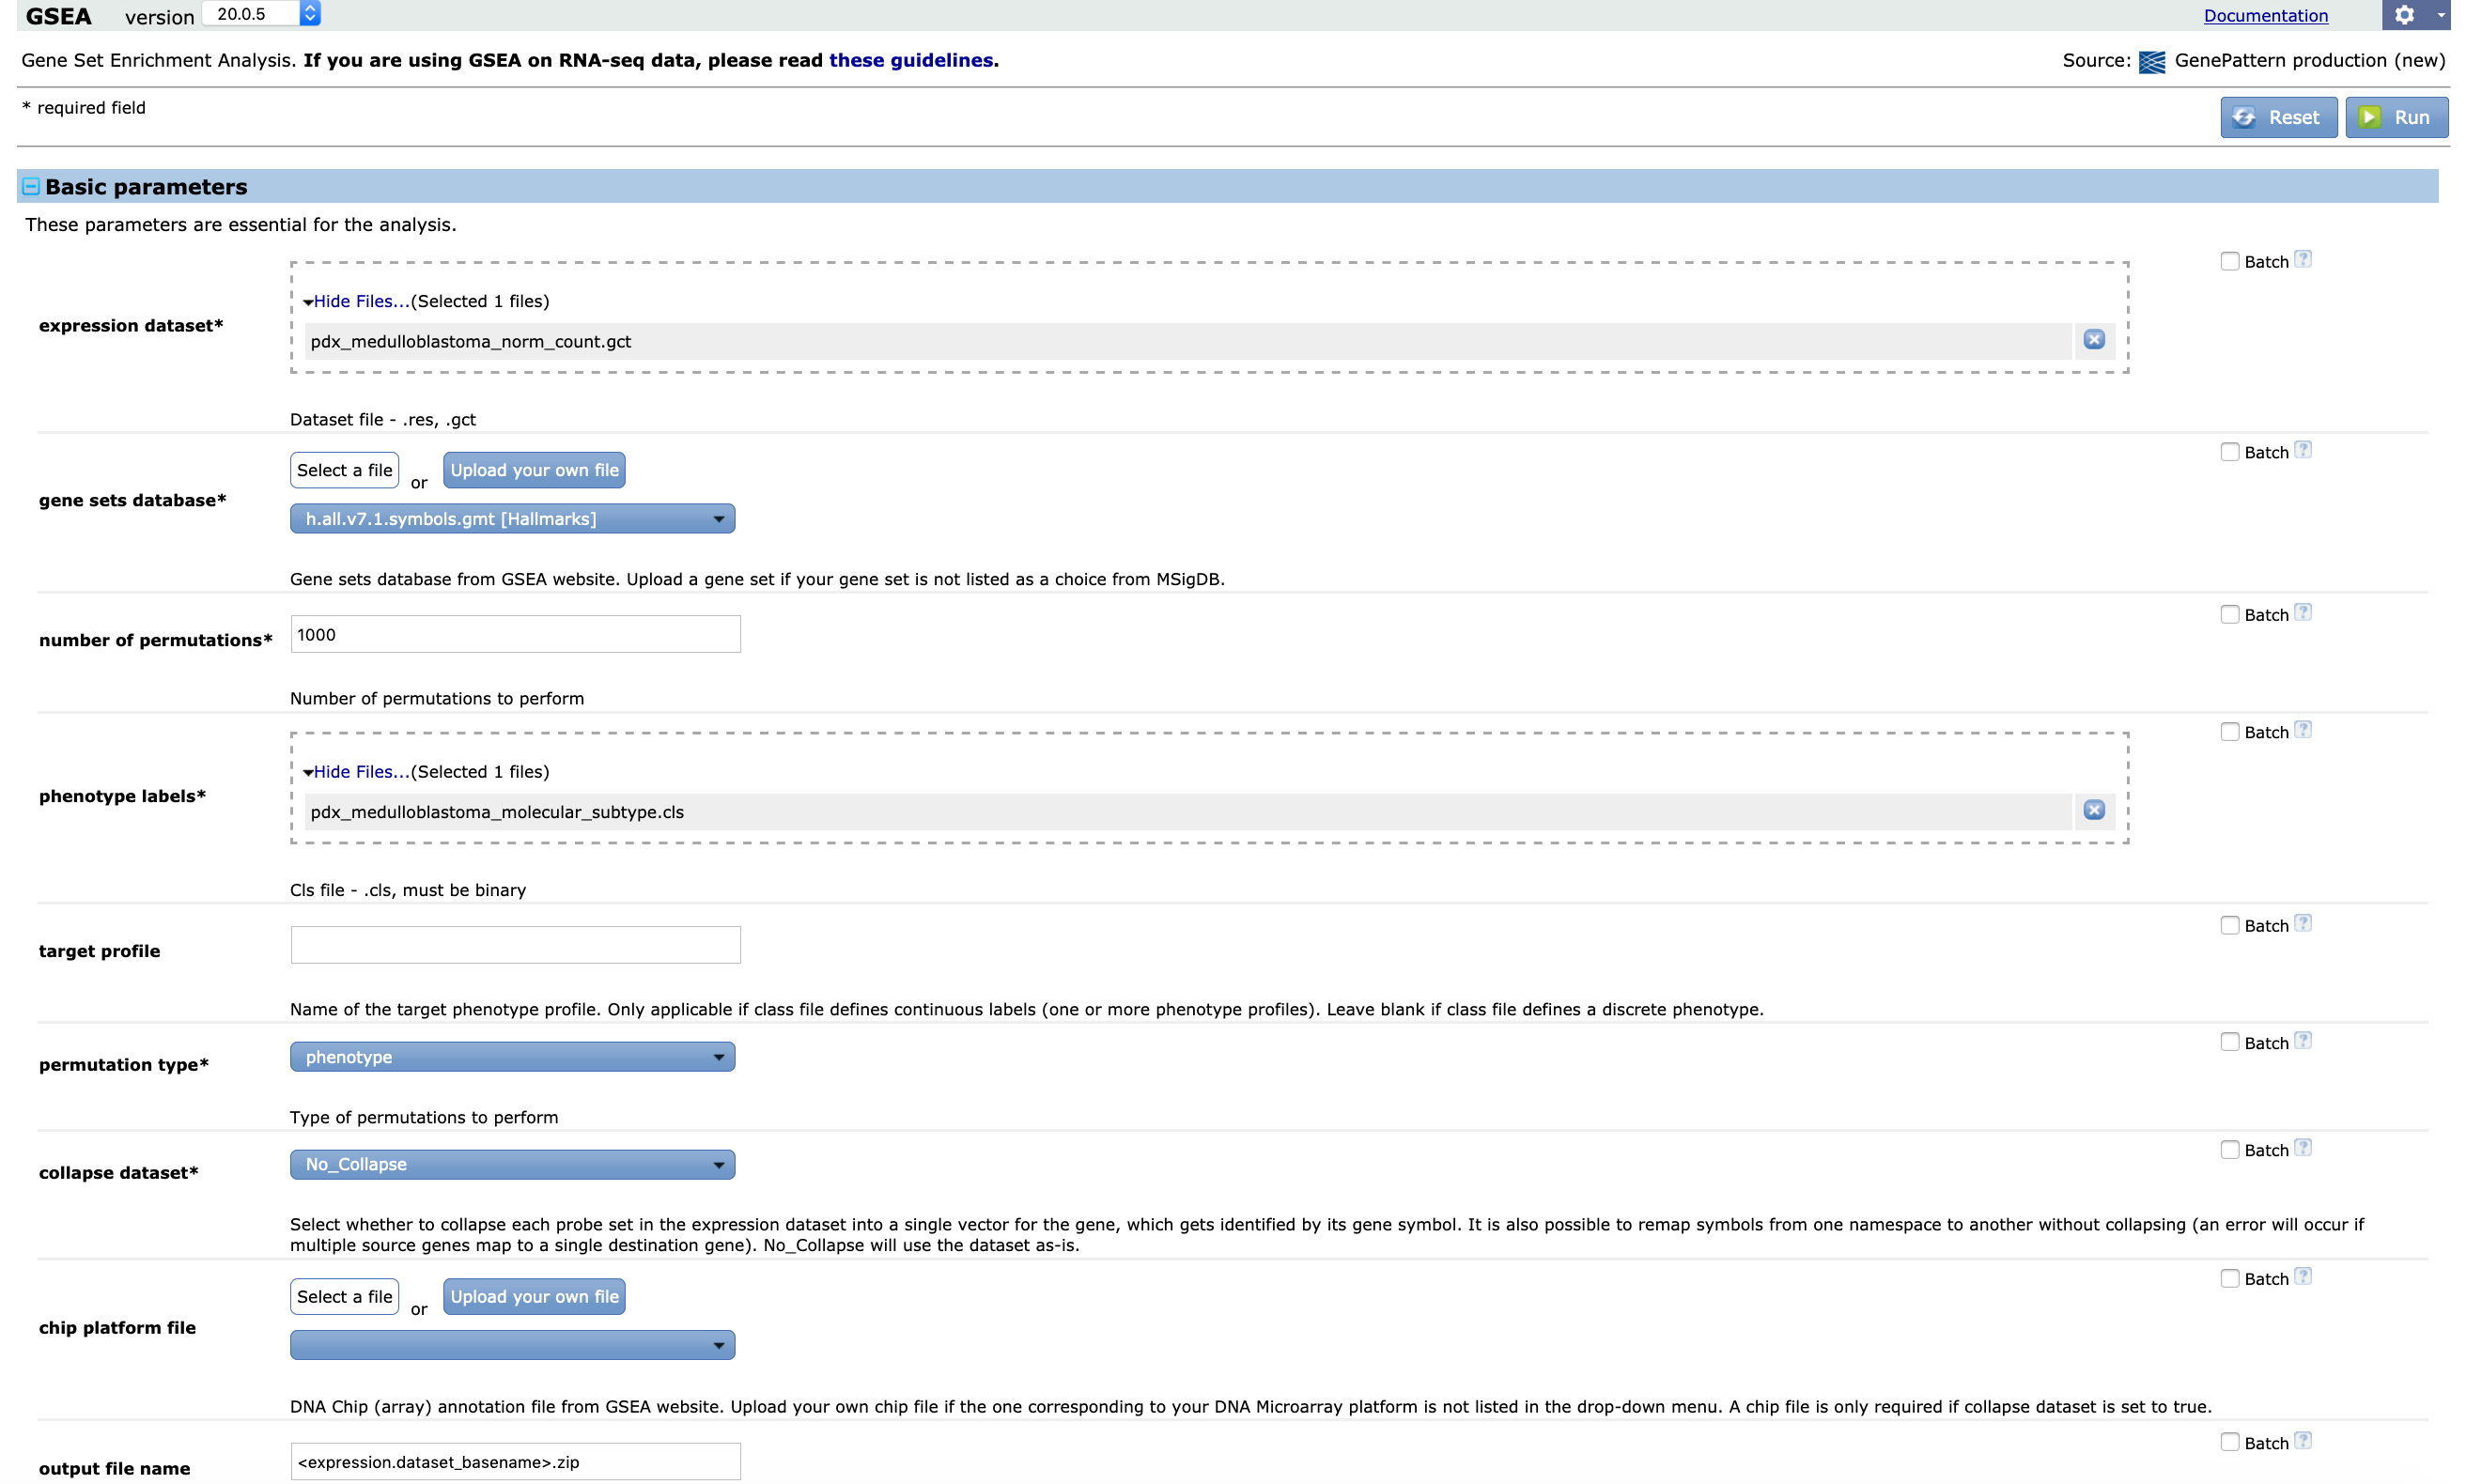 GSEA version 20.0.5 Documentation
Gene Set Enrichment Analysis. If you are using GSEA on RNA-seq data, please read these guidelines. Source: GenePattern production (new)
* required field
Reset Run
Basic parameters
These parameters are essential for the analysis.
Batch ?
Hide Files...(Selected 1 files)
expression dataset*
pdx_medulloblastoma_norm_count.gct
Dataset file - .res, .gct
Batch ?
Select a file or Upload your own file
gene sets database*
h.all.v7.1.symbols.gmt [Hallmarks]
Gene sets database from GSEA website. Upload a gene set if your gene set is not listed as a choice from MSigDB.
Batch ?
number of permutations* 1000
Number of permutations to perform
Batch ?
Hide Files...(Selected 1 files)
phenotype labels*
pdx_medulloblastoma_molecular_subtype.cls
Cls file - .cls, must be binary
Batch ?
target profile
Name of the target phenotype profile. Only applicable if class file defines continuous labels (one or more phenotype profiles). Leave blank if class file defines a discrete phenotype.
Batch ?
permutation type* phenotype
Type of permutations to perform
Batch ?
collapse dataset* No_Collapse
Select whether to collapse each probe set in the expression dataset into a single vector for the gene, which gets identified by its gene symbol. It is also possible to remap symbols from one namespace to another without collapsing (an error will occur if
multiple source genes map to a single destination gene). No_Collapse will use the dataset as-is.
Batch ?
Select a file or Upload your own file
chip platform file
DNA Chip (array) annotation file from GSEA website. Upload your own chip file if the one corresponding to your DNA Microarray platform is not listed in the drop-down menu. A chip file is only required if collapse dataset is set to true.
Batch ?
output file name <expression.dataset_basename>.zip